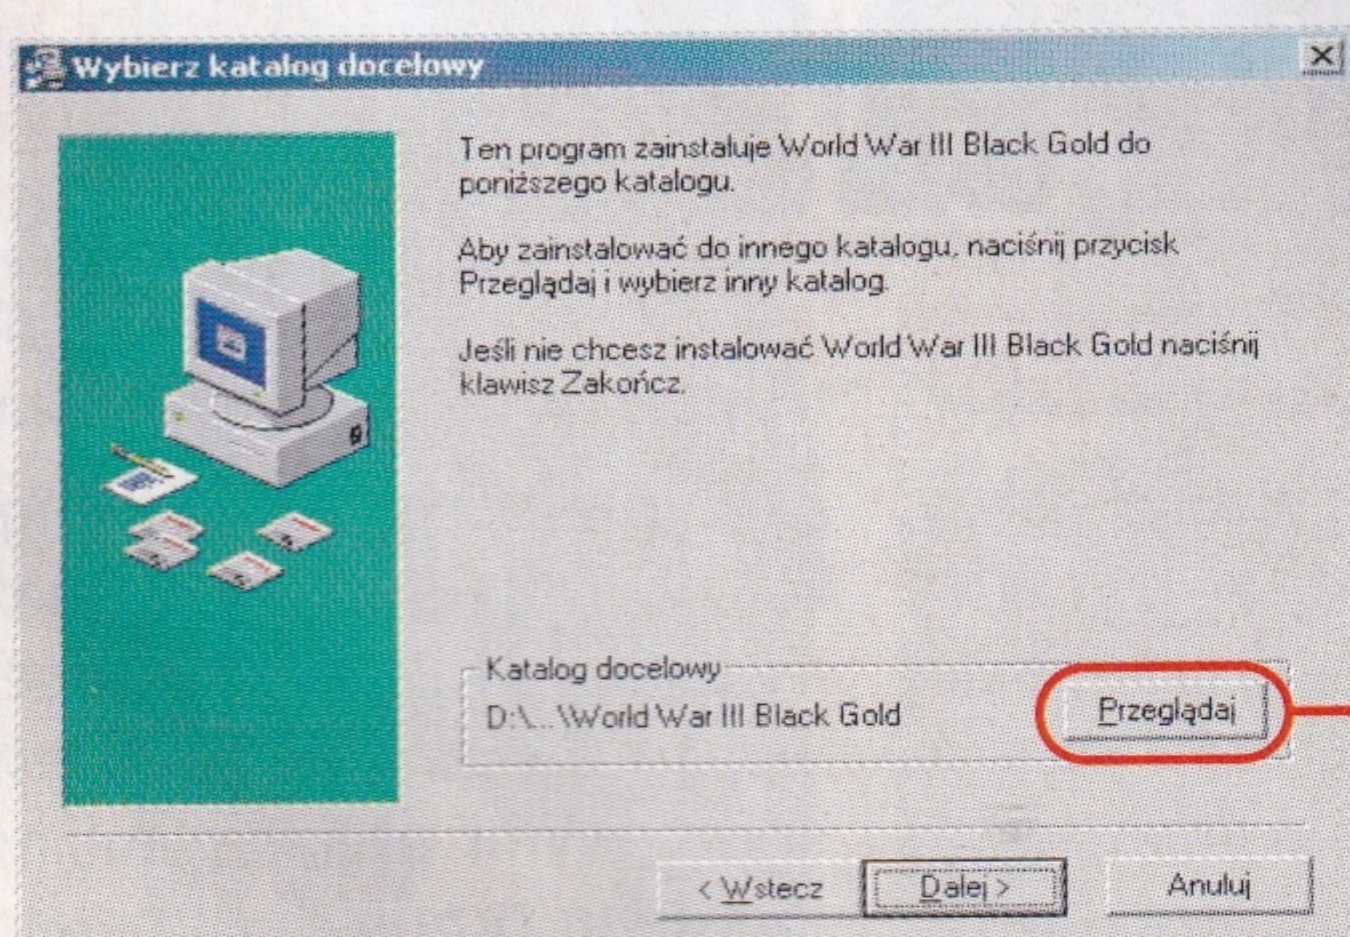 Wybierz katalog docelowy
Ten program zainstaluje World War III Black Gold do
poniższego katalogu.
Aby zainstalować do innego katalogu, naciśnij przycisk
Przeglądaj i wybierz inny katalog.
Jeśli nie chcesz instalować World War III Black Gold naciśnij
klawisz Zakończ.
Katalog docelowy
D:\...\World War III Black Gold
Przeglądaj
< Wstecz
Dalej >
Anuluj